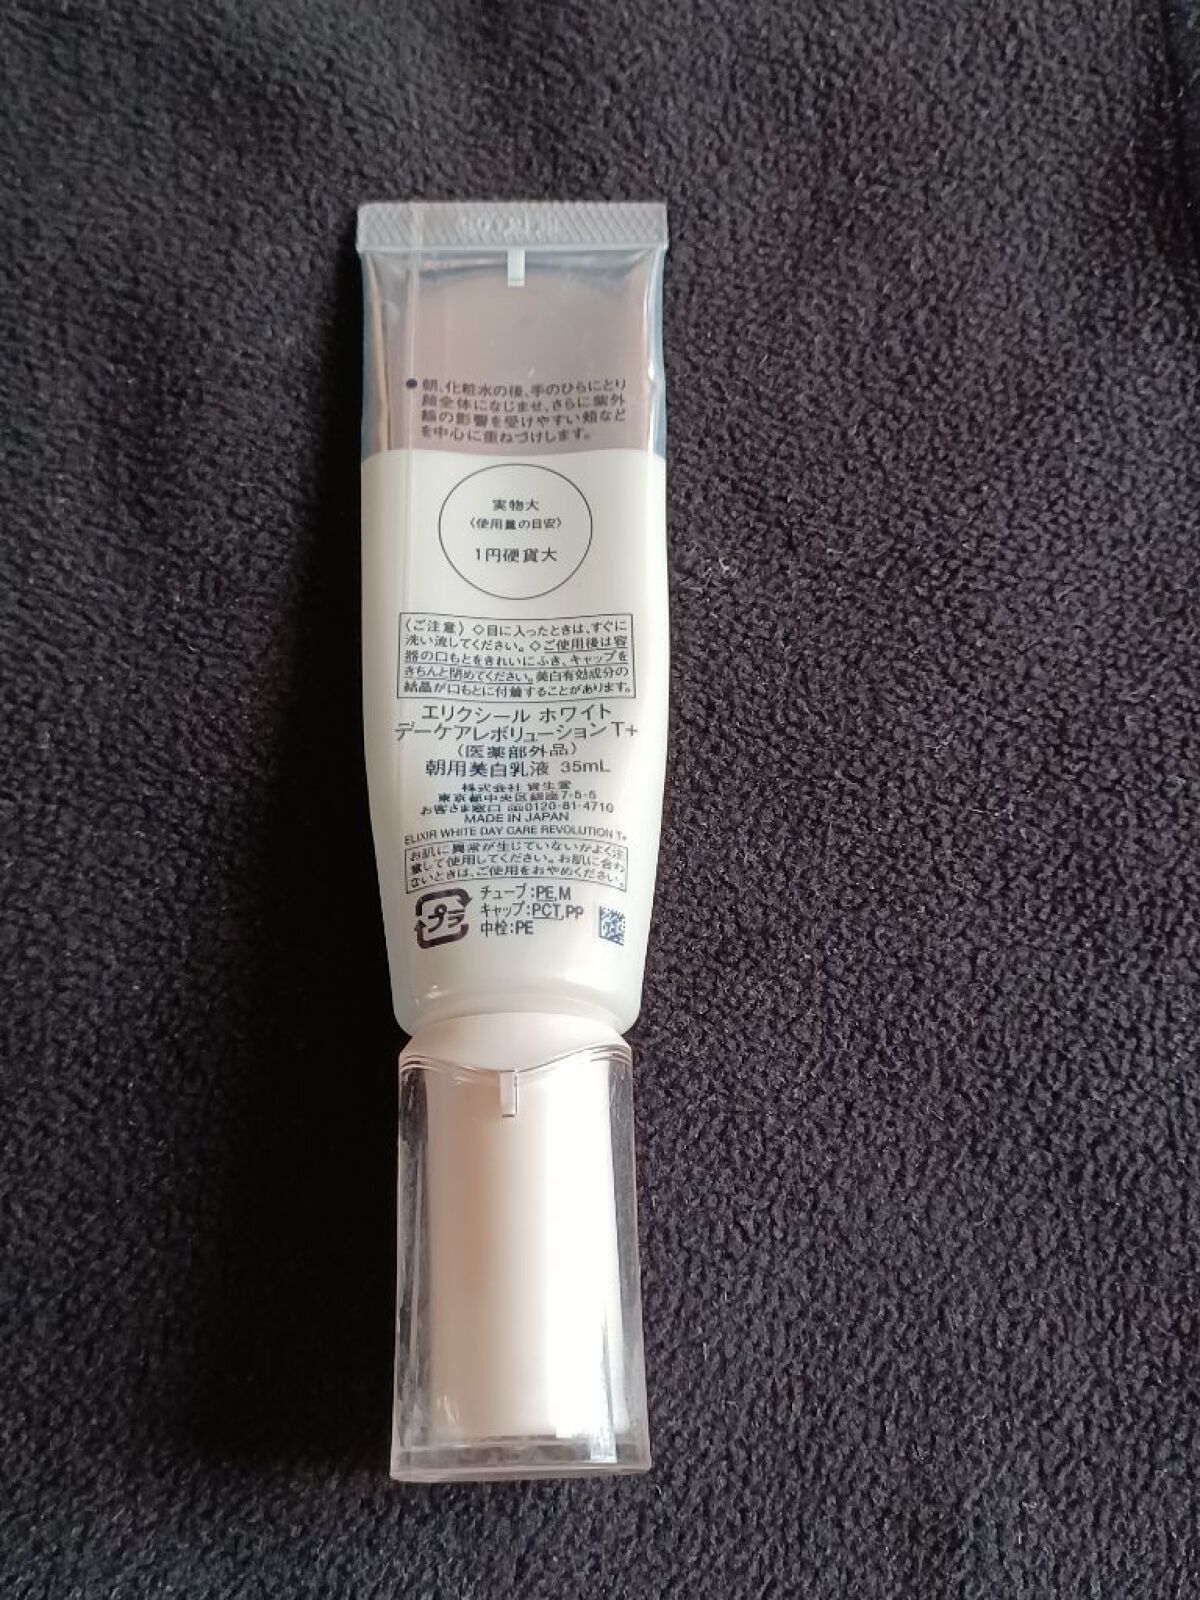 ●朝、化粧水の後、手のひらにとり
顔全体になじませ、さらに紫外
線の影響を受けやすい頬など
を中心に重ねづけします。
実物大
〈使用量の目安〉
1円硬貨大
〈ご注意〉◇目に入ったときは、すぐに
洗い流してください。◇ご使用後は容
器の口もとをきれいにふき、キャップを
きちんと閉めてください。美白有効成分の
結晶が口もとに付着することがあります。
エリクシール ホワイト
デーケアレボリューション T+
(医薬部外品)
朝用美白乳液 35mL
株式会社 資生堂
東京都中央区銀座7-5-5
お客さま窓口 0120-81-4710
MADE IN JAPAN
ELIXIR WHITE DAY CARE REVOLUTION T+
お肌に異常が生じていないかよく注
意して使用してください。お肌に合わ
ないときは、ご使用をおやめください。
プラ
チューブ:PE,M
キャップ:PCT,PP
中栓:PE